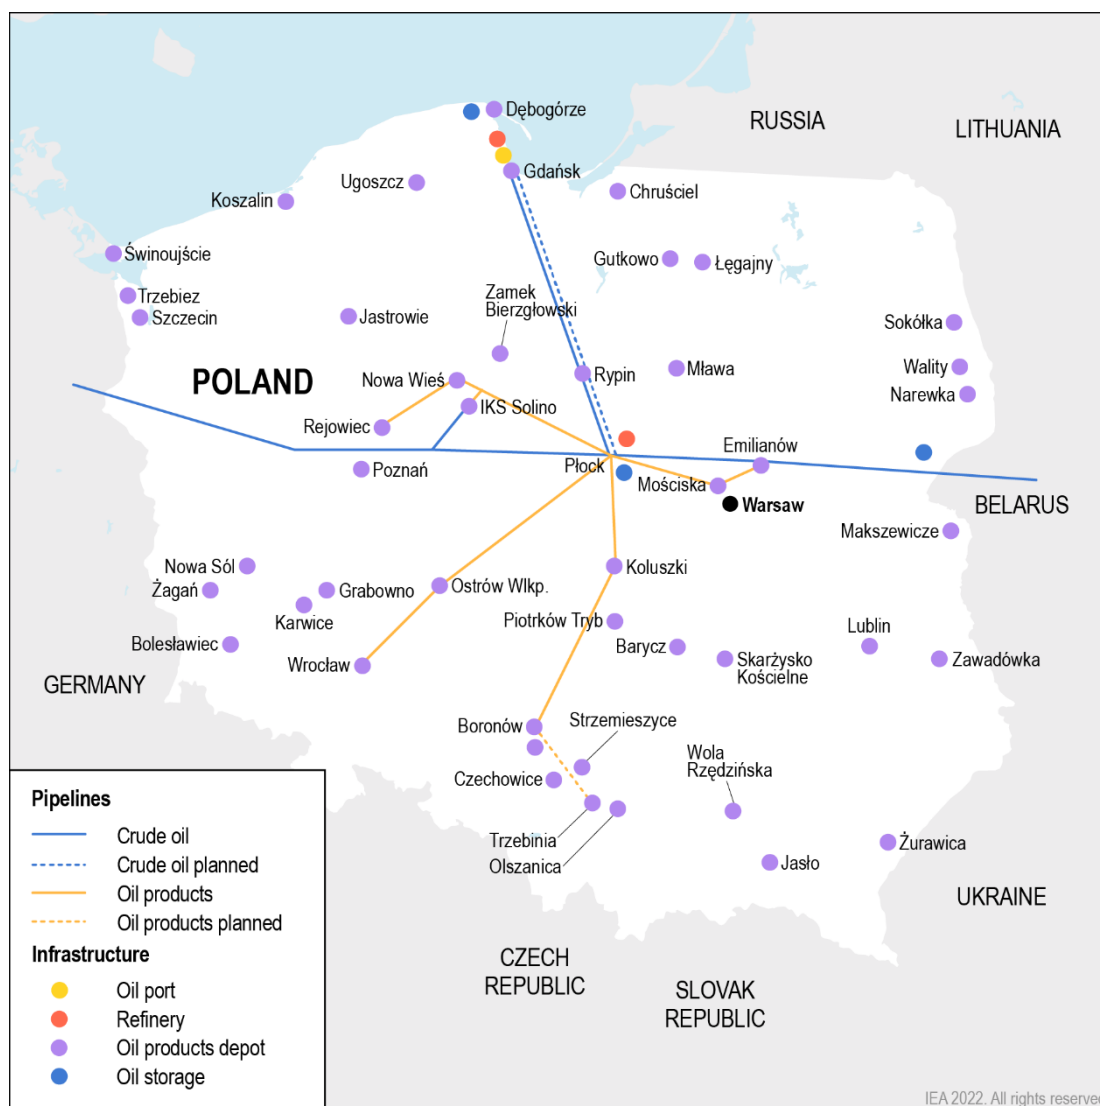 Dębogórze
RUSSIA
LITHUANIA
Gdańsk
Ugoszcz
Chruściel
Koszalin
Świnoujście
Gutkowo
Łęgajny
Zamek
Bierzgłowski
Trzebiez
Szczecin
Jastrowie
Sokółka
POLAND
Nowa Wieś
Rypin
Mława
Wality
Narewka
IKS Solino
Rejowiec
Emilianów
Poznań
Płock
Mościska
Warsaw
BELARUS
Makszewicze
Nowa Sól
Żagań
Grabowno
Ostrów Wlkp.
Koluszki
Karwice
Piotrków Tryb
Lublin
Bolesławiec
Barycz
Wrocław
Skarżysko
Kościelne
Zawadówka
GERMANY
Boronów
Strzemieszyce
Wola
Rzędzińska
Czechowice
Trzebinia
Olszanica
Żurawica
Jasło
UKRAINE
CZECH
REPUBLIC
SLOVAK
REPUBLIC
Pipelines
Crude oil
Crude oil planned
Oil products
Oil products planned
Infrastructure
Oil port
Refinery
Oil products depot
Oil storage
IEA 2022. All rights reserved